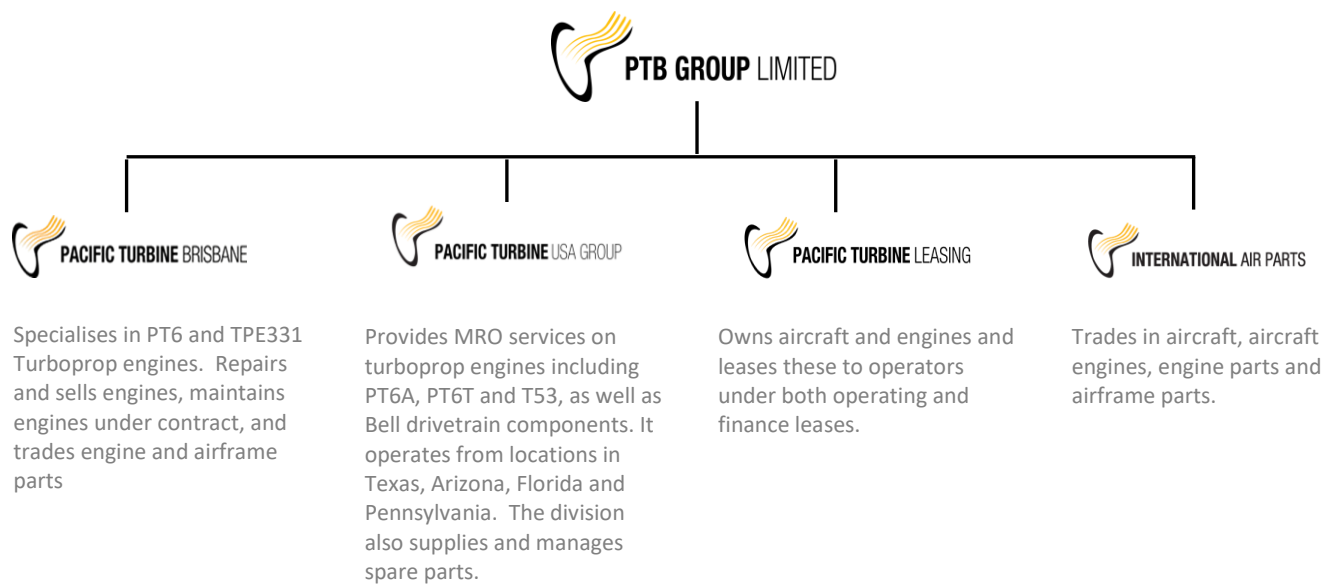 PTB GROUP LIMITED
PACIFIC TURBINE BRISBANE
Specialises in PT6 and TPE331
Turboprop engines.  Repairs
and sells engines, maintains
engines under contract, and
trades engine and airframe
parts
PACIFIC TURBINE USA GROUP
Provides MRO services on
turboprop engines including
PT6A, PT6T and T53, as well as
Bell drivetrain components. It
operates from locations in
Texas, Arizona, Florida and
Pennsylvania.  The division
also supplies and manages
spare parts.
PACIFIC TURBINE LEASING
Owns aircraft and engines and
leases these to operators
under both operating and
finance leases.
INTERNATIONAL AIR PARTS
Trades in aircraft, aircraft
engines, engine parts and
airframe parts.